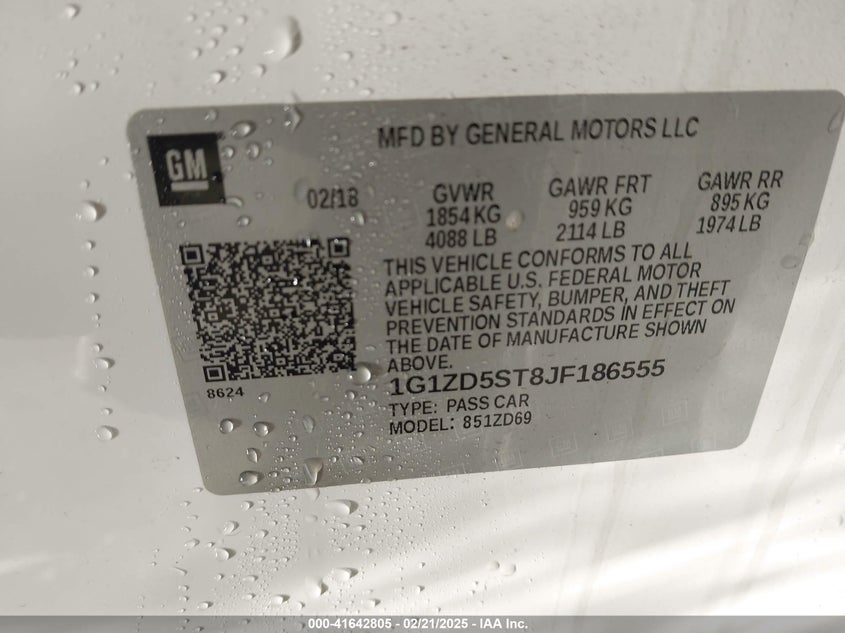 MFD BY GENERAL MOTORS LLC
GM
02/18
GVWR
1854 KG
4088 LB
GAWR FRT
959 KG
2114 LB
GAWR RR
895 KG
1974 LB
THIS VEHICLE CONFORMS TO ALL
APPLICABLE U.S. FEDERAL MOTOR
VEHICLE SAFETY, BUMPER, AND THEFT
PREVENTION STANDARDS IN EFFECT ON
THE DATE OF MANUFACTURE SHOWN
ABOVE.
8624
1G1ZD5ST8JF186555
TYPE: PASS CAR
MODEL: 851ZD69
000-41642805 - 02/21/2025 - IAA Inc.